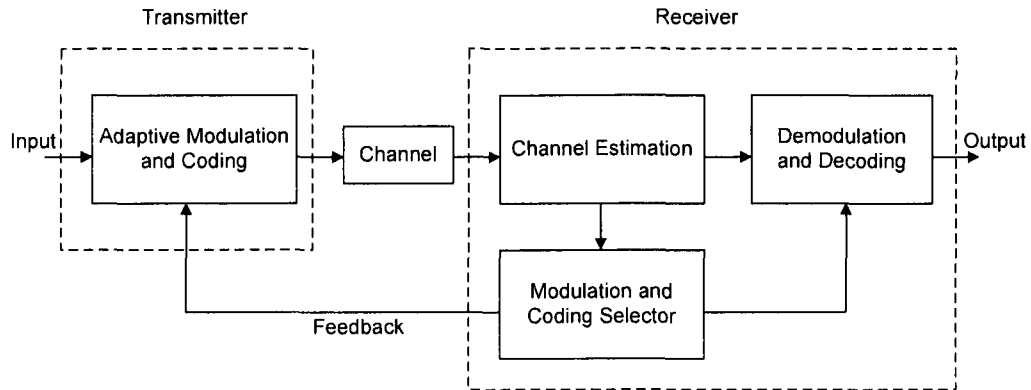 Transmitter
Receiver
Input
Adaptive Modulation
and Coding
Channel
Channel Estimation
Demodulation
and Decoding
Output
Modulation and
Coding Selector
Feedback